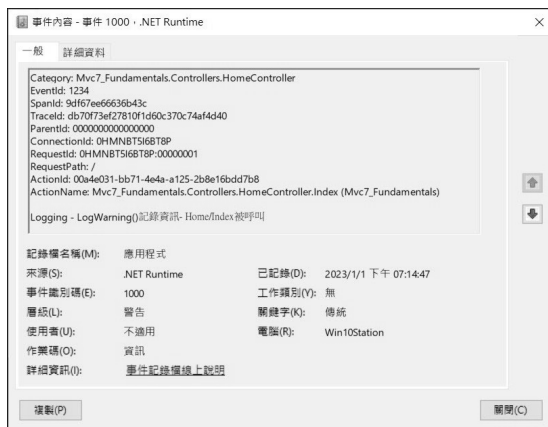 事件內容 - 事件 1000，.NET Runtime
一般 詳細資料
Category: Mvc7_Fundamentals.Controllers.HomeController
EventId: 1234
SpanId: 9df67ee66636b43c
TraceId: db70f73ef27810f1d60c370c74af4d40
ParentId: 0000000000000000
ConnectionId: 0HMNBT5I6BT8P
RequestId: 0HMNBT5I6BT8P:00000001
RequestPath: /
ActionId: 00a4e031-bb71-4e4a-a125-2b8e16bdd7b8
ActionName: Mvc7_Fundamentals.Controllers.HomeController.Index (Mvc7_Fundamentals)
Logging - LogWarning()記錄資訊- Home/Index被呼叫
記錄檔名稱(M): 應用程式
來源(S): .NET Runtime 已記錄(D): 2023/1/1 下午 07:14:47
事件識別碼(E): 1000 工作類別(Y): 無
層級(L): 警告 關鍵字(K): 傳統
使用者(U): 不適用 電腦(R): Win10Station
作業碼(O): 資訊
詳細資訊(I): 事件記錄檔線上說明
複製(P) 關閉(C)